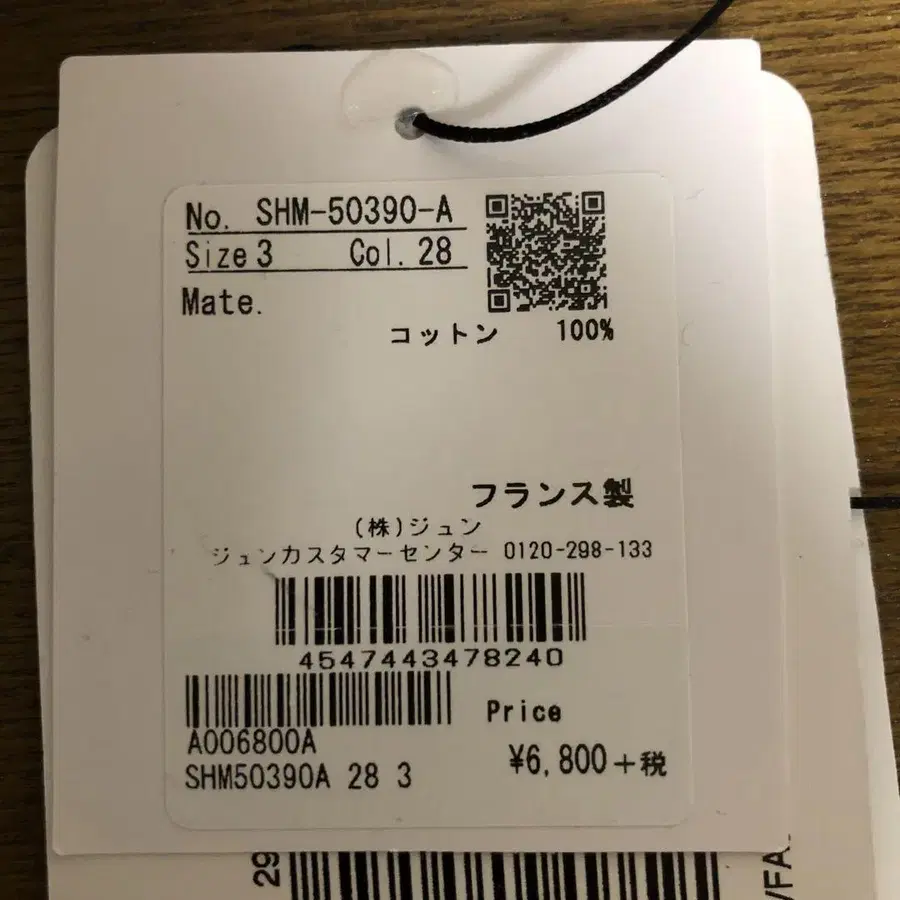 No. SHM-50390-A
Size 3 Col. 28
Mate.
コットン 100%
フランス製
(株)ジュン
ジュンカスタマーセンター 0120-298-133
4547443478240
A006800A
SHM50390A 28 3
Price
¥6,800+税
29
/FA